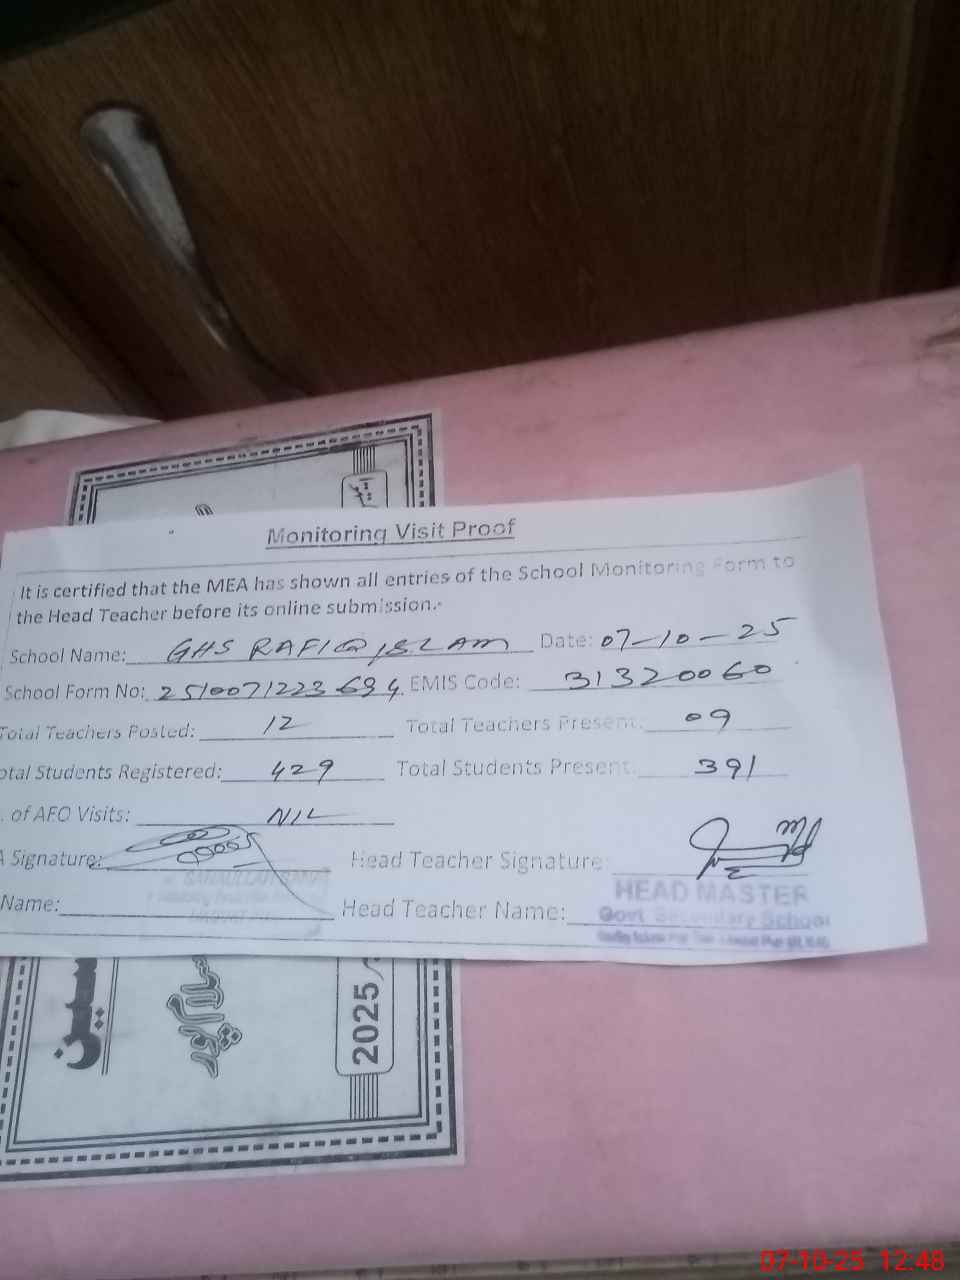 Monitoring Visit Proof
It is certified that the MEA has shown all entries of the School Monitoring Form to
the Head Teacher before its online submission.
School Name: GHS RAFIQ ISLAM Date: 07-10-25
School Form No: 2510071223694 EMIS Code: 31320060
Total Teachers Posted: 12 Total Teachers Present: 09
otal Students Registered: 429 Total Students Present: 391
. of AFO Visits: NIL
A Signature: Head Teacher Signature:
SANAULLAH
Name: Head Teacher Name:
HEAD MASTER
Govt Secondary School
2025
07-10-25 12:48